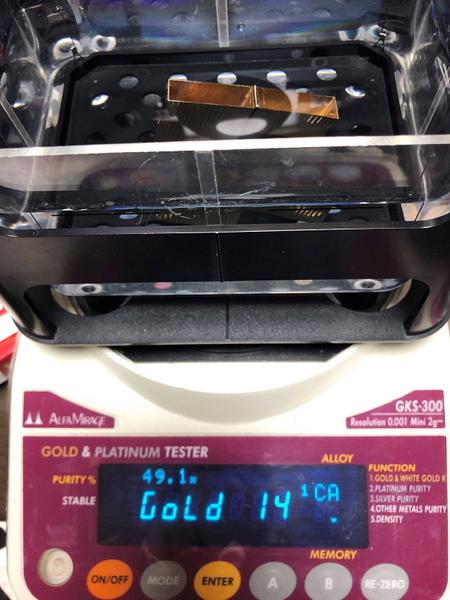 ALFAMIRAGE
GKS-300
Resolution 0.001 Mini 2g
GOLD & PLATINUM TESTER
ALLOY
PURITY %
STABLE
49.1%
Gold 14 1CA
FUNCTION
1.GOLD & WHITE GOLD K
2.PLATINUM PURITY
3.SILVER PURITY
4.OTHER METALS PURITY
5.DENSITY
MEMORY
ON/OFF
MODE
ENTER
A
B
RE-ZERO